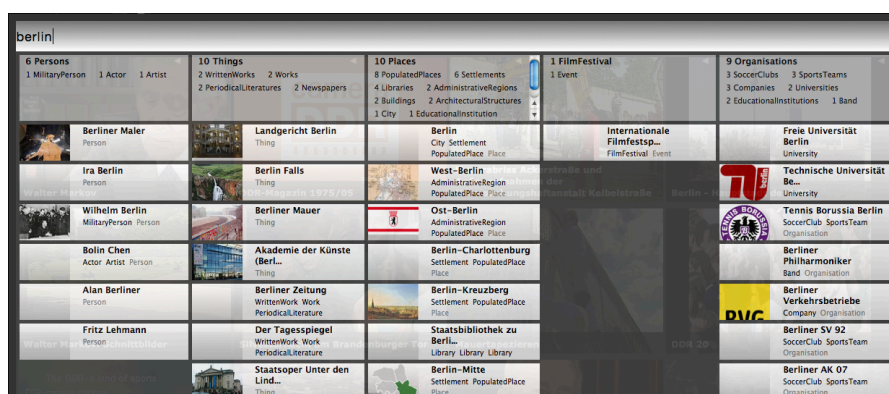 berlin
6 Persons
1 MilitaryPerson 1 Actor 1 Artist
Berliner Maler
Person
Ira Berlin
Person
Wilhelm Berlin
MilitaryPerson Person
Bolin Chen
Actor Artist Person
Alan Berliner
Person
Fritz Lehmann
Person
10 Things
2 WrittenWorks 2 Works
2 PeriodicalLiteratures 2 Newspapers
Landgericht Berlin
Thing
Berlin Falls
Thing
Berliner Mauer
Thing
Akademie der Künste
(Berl...
Thing
Berliner Zeitung
WrittenWork Work
PeriodicalLiterature
Der Tagesspiegel
WrittenWork Work
PeriodicalLiterature
Staatsoper Unter den
Lind...
Thing
10 Places
8 PopulatedPlaces 6 Settlements
4 Libraries 2 AdministrativeRegions
2 Buildings 2 ArchitecturalStructures
1 City 1 EducationalInstitution
Berlin
City Settlement
PopulatedPlace Place
West-Berlin
AdministrativeRegion
PopulatedPlace Place
Ost-Berlin
AdministrativeRegion
PopulatedPlace Place
Berlin-Charlottenburg
Settlement PopulatedPlace
Place
Berlin-Kreuzberg
Settlement PopulatedPlace
Place
Staatsbibliothek zu
Berli...
Library Library Library
Berlin-Mitte
Settlement PopulatedPlace
Place
1 FilmFestival
1 Event
Internationale
Filmfestsp...
FilmFestival Event
9 Organisations
3 SoccerClubs 3 SportsTeams
3 Companies 2 Universities
2 EducationalInstitutions 1 Band
Freie Universität
Berlin
University
Technische Universität
Be...
University
Tennis Borussia Berlin
SoccerClub SportsTeam
Organisation
Berliner
Philharmoniker
Band Organisation
Berliner
Verkehrsbetriebe
Company Organisation
Berliner SV 92
SoccerClub SportsTeam
Organisation
Berliner AK 07
SoccerClub SportsTeam
Organisation